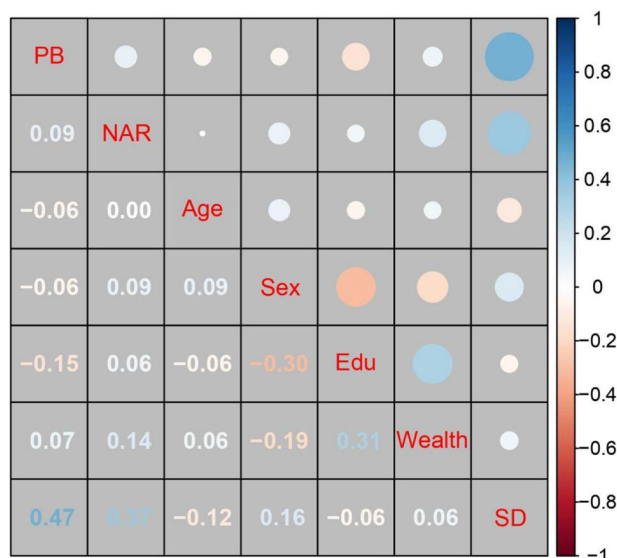 PB
0.09 NAR
−0.06 0.00 Age
−0.06 0.09 0.09 Sex
−0.15 0.06 −0.06 −0.30 Edu
0.07 0.14 0.06 −0.19 0.31 Wealth
0.47 0.37 −0.12 0.16 −0.06 0.06 SD
1
0.8
0.6
0.4
0.2
0
−0.2
−0.4
−0.6
−0.8
−1